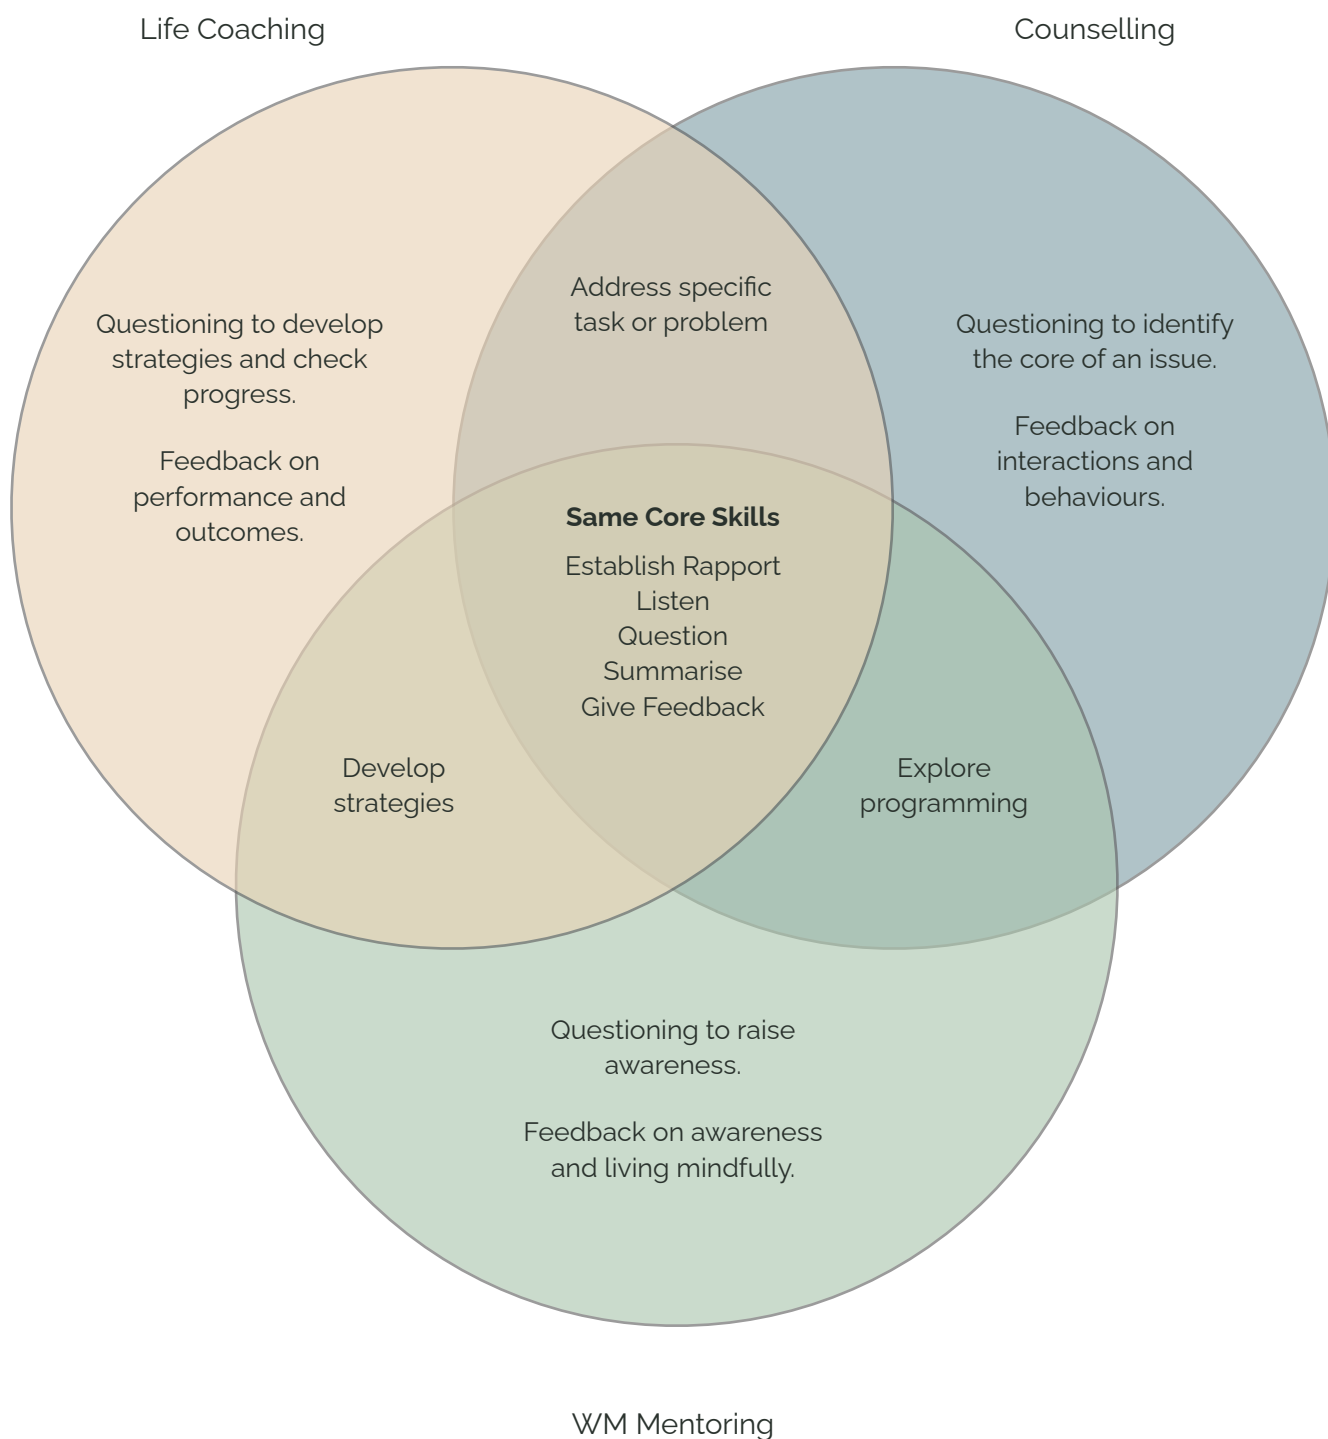 Life Coaching
Counselling
Questioning to develop
strategies and check
progress.
Feedback on
performance and
outcomes.
Address specific
task or problem
Questioning to identify
the core of an issue.
Feedback on
interactions and
behaviours.
Same Core Skills
Establish Rapport
Listen
Question
Summarise
Give Feedback
Develop
strategies
Explore
programming
Questioning to raise
awareness.
Feedback on awareness
and living mindfully.
WM Mentoring